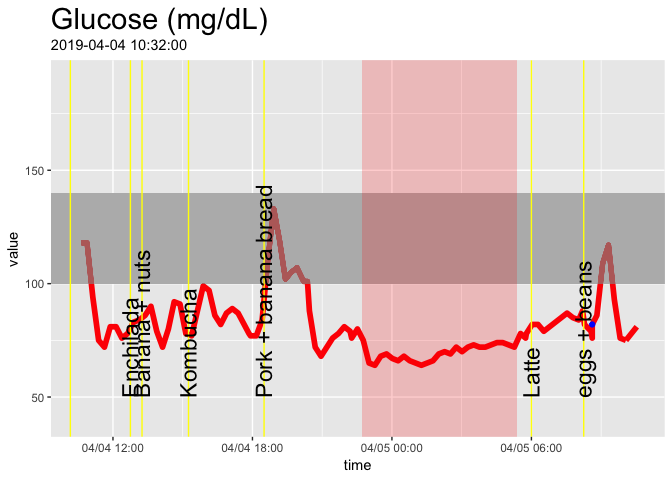 Glucose (mg/dL)
2019-04-04 10:32:00
value
150
100
50
Enchilada
Banana + nuts
Kombucha
Pork + banana bread
Latte
eggs + beans
04/04 12:00
04/04 18:00
04/05 00:00
04/05 06:00
time